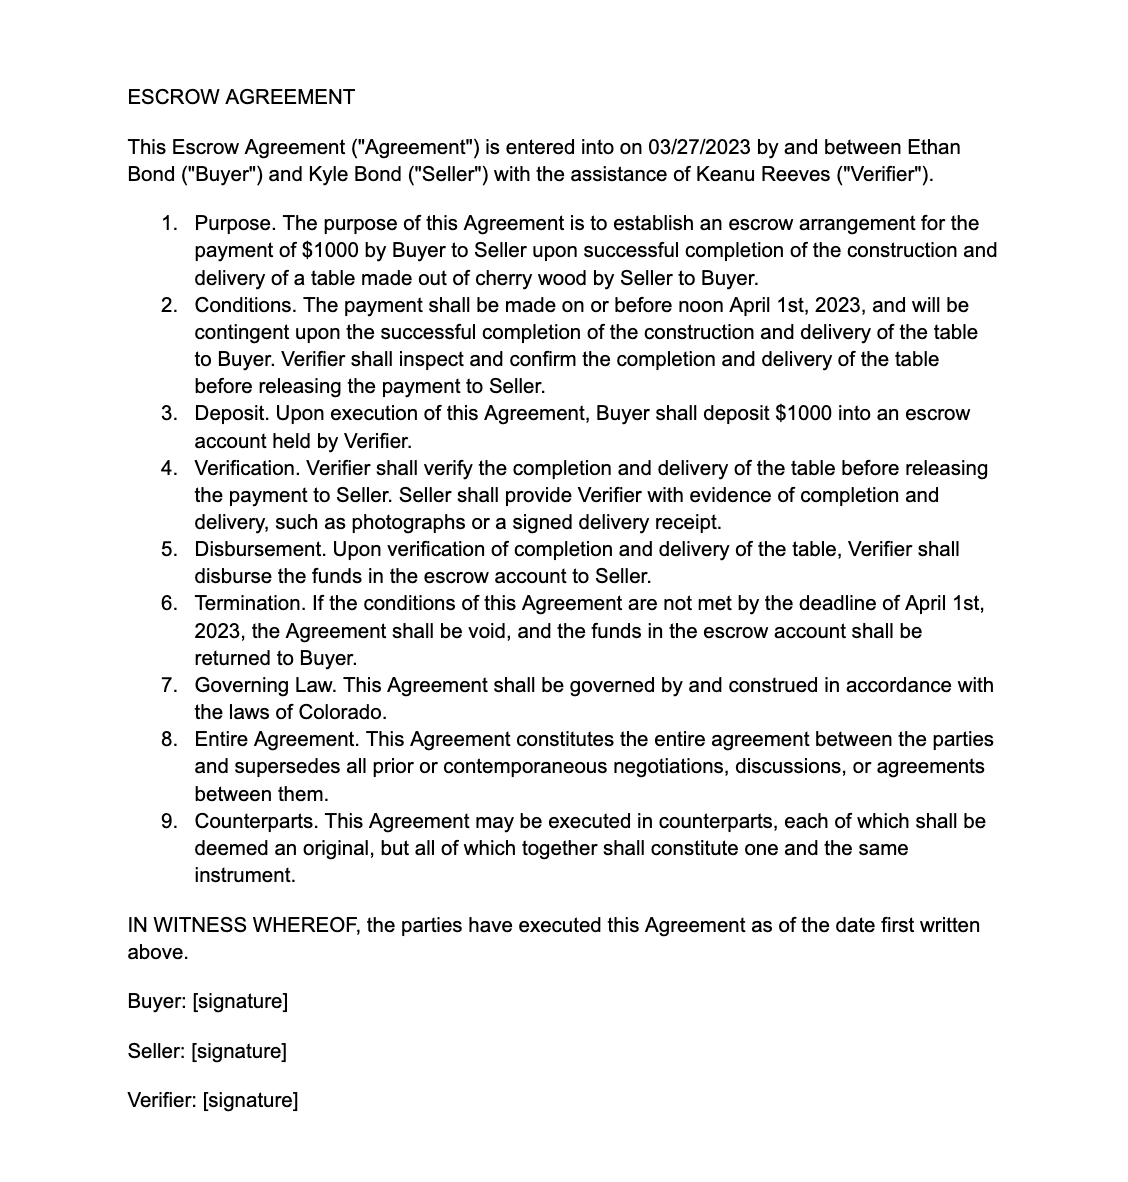 ESCROW AGREEMENT
This Escrow Agreement ("Agreement") is entered into on 03/27/2023 by and between Ethan
Bond ("Buyer") and Kyle Bond ("Seller") with the assistance of Keanu Reeves ("Verifier").
1. Purpose. The purpose of this Agreement is to establish an escrow arrangement for the
payment of $1000 by Buyer to Seller upon successful completion of the construction and
delivery of a table made out of cherry wood by Seller to Buyer.
2. Conditions. The payment shall be made on or before noon April 1st, 2023, and will be
contingent upon the successful completion of the construction and delivery of the table
to Buyer. Verifier shall inspect and confirm the completion and delivery of the table
before releasing the payment to Seller.
3. Deposit. Upon execution of this Agreement, Buyer shall deposit $1000 into an escrow
account held by Verifier.
4. Verification. Verifier shall verify the completion and delivery of the table before releasing
the payment to Seller. Seller shall provide Verifier with evidence of completion and
delivery, such as photographs or a signed delivery receipt.
5. Disbursement. Upon verification of completion and delivery of the table, Verifier shall
disburse the funds in the escrow account to Seller.
6. Termination. If the conditions of this Agreement are not met by the deadline of April 1st,
2023, the Agreement shall be void, and the funds in the escrow account shall be
returned to Buyer.
7. Governing Law. This Agreement shall be governed by and construed in accordance with
the laws of Colorado.
8. Entire Agreement. This Agreement constitutes the entire agreement between the parties
and supersedes all prior or contemporaneous negotiations, discussions, or agreements
between them.
9. Counterparts. This Agreement may be executed in counterparts, each of which shall be
deemed an original, but all of which together shall constitute one and the same
instrument.
IN WITNESS WHEREOF, the parties have executed this Agreement as of the date first written
above.
Buyer: [signature]
Seller: [signature]
Verifier: [signature]